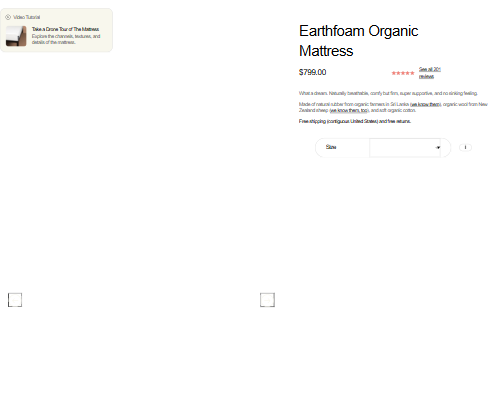 Video Tutorial
Take a Drone Tour of The Mattress
Explore the channels, textures, and
details of the mattress.
Earthfoam Organic
Mattress
$799.00
See all 20+
reviews
What a dream. Naturally breathable, comfy but firm, super supportive, and no sinking feeling.
Made of natural rubber from organic farmers in Sri Lanka (we know them), organic wool from New
Zealand sheep (we know them, too), and soft organic cotton.
Free shipping (contiguous United States) and free returns.
Size
i